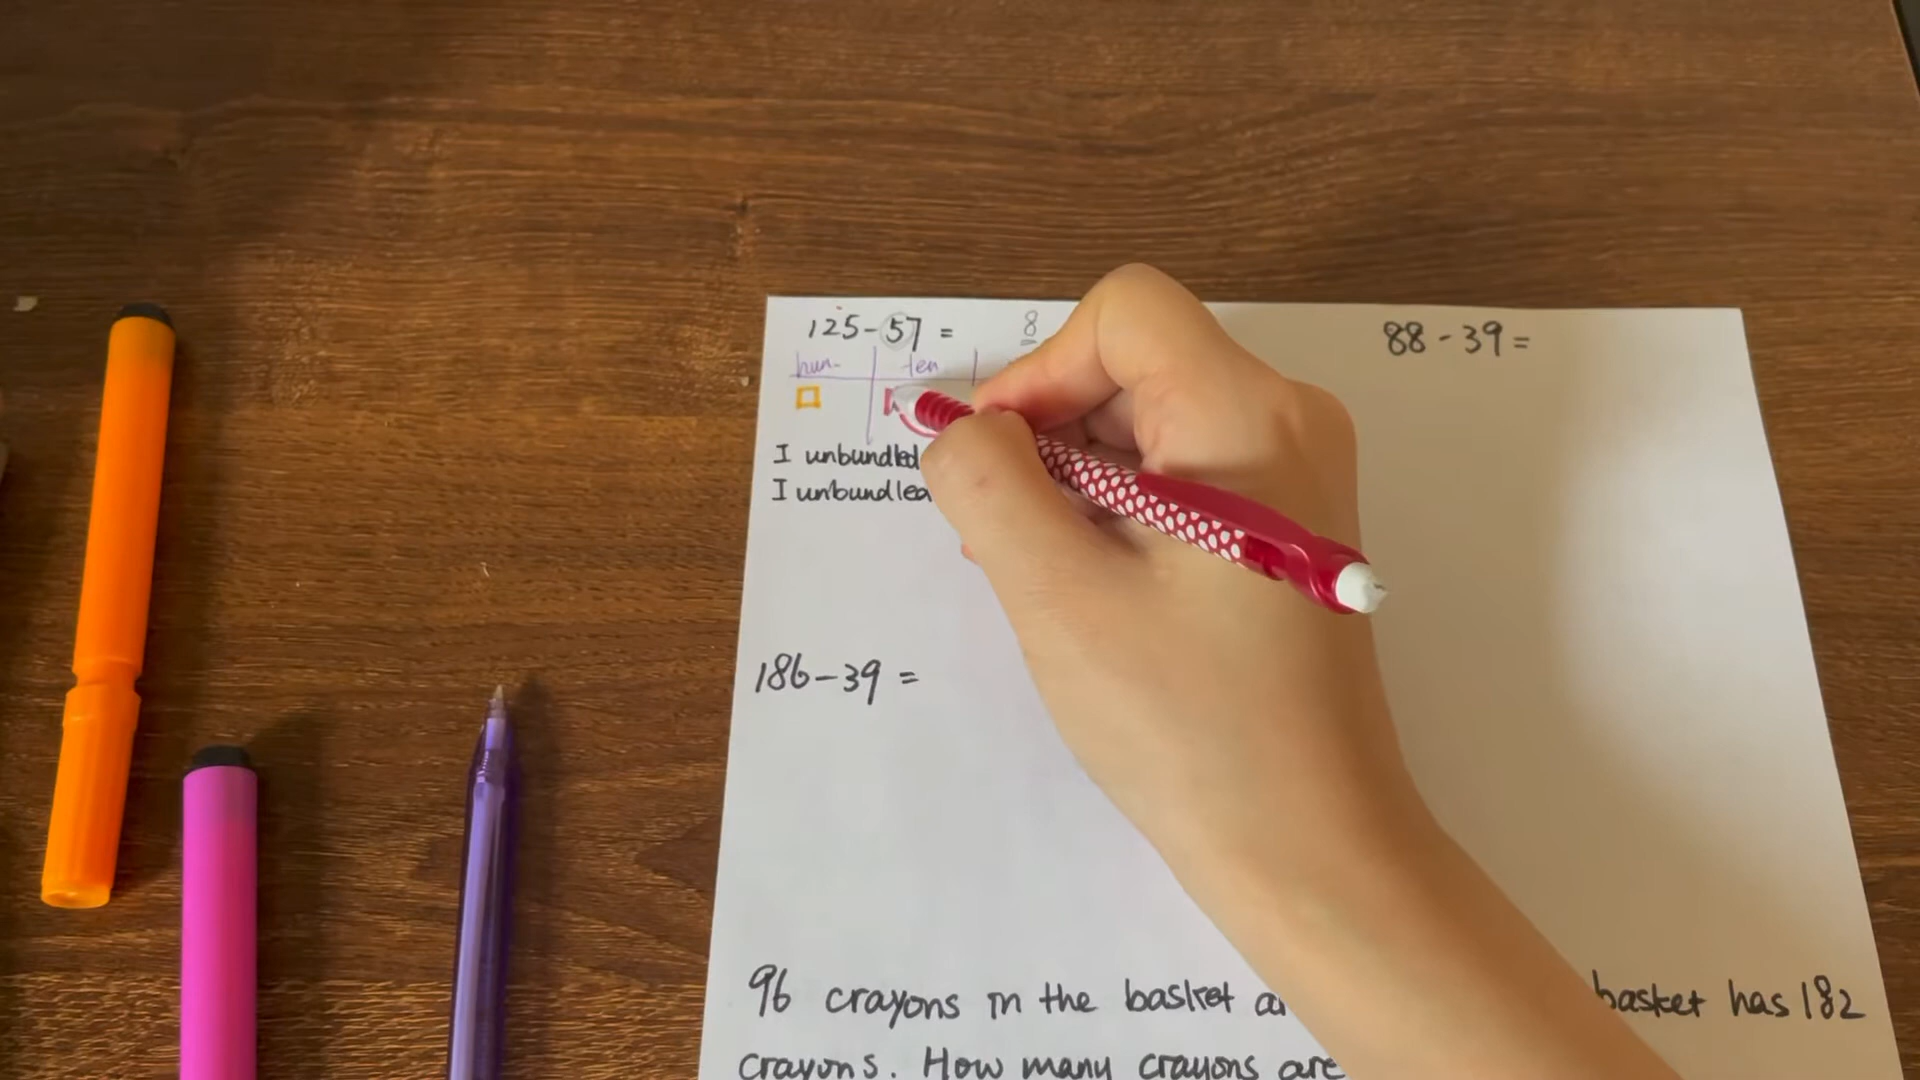 125-57 = 8
88-39=
hun- ten
I unbundled
I unbundled
186-39 =
96 crayons in the basket basket has 182
crayons. How many crayons are